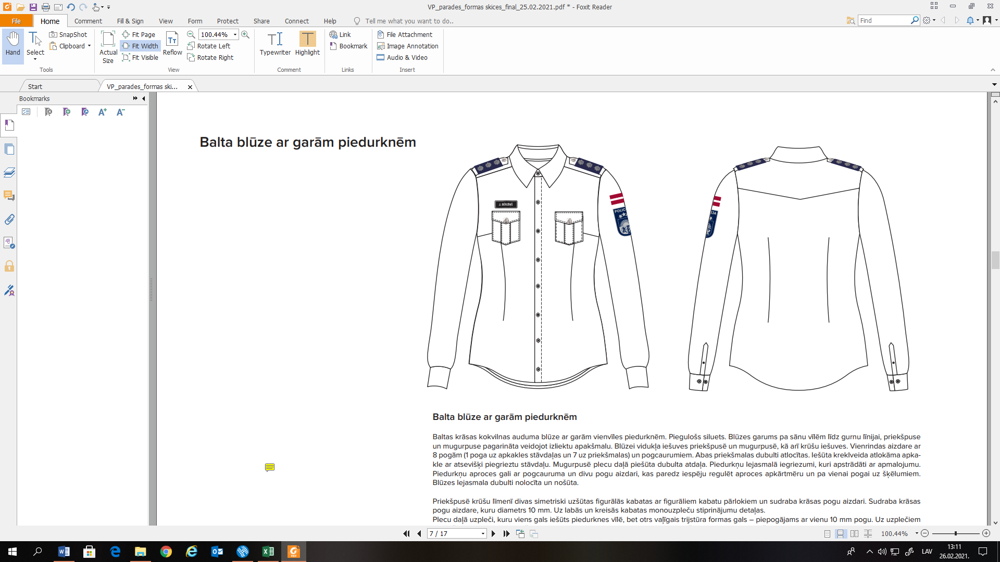 VP_parades_formas skices_final_25.02.2021.pdf * - Foxit Reader
File Home Comment Fill & Sign View Form Protect Share Connect Help Tell me what you want to do.. Find
Hand
Select
SnapShot
Clipboard
Tools
Actual Size
Fit Page
Fit Width
Fit Visible
Reflow
100.44%
Rotate Left
Rotate Right
View
Typewriter
Highlight
Comment
Link
Bookmark
Links
File Attachment
Image Annotation
Audio & Video
Insert
Start
VP_parades_formas ski...
Bookmarks
Balta blūze ar garām piedurknēm
J. BĒRZIŅŠ
POLIC
IJA
Balta blūze ar garām piedurknēm
Baltas krāsas kokvilnas auduma blūze ar garām vienvīles piedurknēm. Piegulošs siluets. Blūzes garums pa sānu vīlēm līdz gurnu līnijai, priekšpuse
un mugurpuse pagarināta veidojot izliektu apakšmalu. Blūzei vidukļa iešuves priekšpusē un mugurpusē, kā arī krūšu iešuves. Vienrindas aizdare ar
8 pogām (1 poga uz apkakles stāvdaļas un 7 uz priekšmalas) un pogcaurumiem. Abas priekšmalas dubulti atlocītas. Iešūta kreklveida atlokāma apka-
kle ar atsevišķi piegrieztu stāvdaļu. Mugurpusē plecu daļā piešūta dubulta atdaļa. Piedurkņu lejasmalā iegriezumi, kuri apstrādāti ar apmalojumu.
Piedurkņu aproces gali ar pogcauruma un divu pogu aizdari, kas paredz iespēju regulēt aproces apkārtmēru un pa vienai pogai uz šķēlumiem.
Blūzes lejasmala dubulti nolocīta un nošūta.
Priekšpusē krūšu līmenī divas simetriski uzšūtas figurālās kabatas ar figurāliem kabatu pārlokiem un sudraba krāsas pogu aizdari. Sudraba krāsas
pogu aizdare, kuru diametrs 10 mm. Uz labās un kreisās kabatas monouzpleču stiprinājumu detaļas.
Plecu daļā uzpleči, kuru viens gals iešūts piedurknes vīlē, bet otrs vaļīgais trijstūra formas gals – piepogājams ar vienu 10 mm pogu. Uz uzplečiem
7 / 17
100.44%
LAV
13:11
26.02.2021.